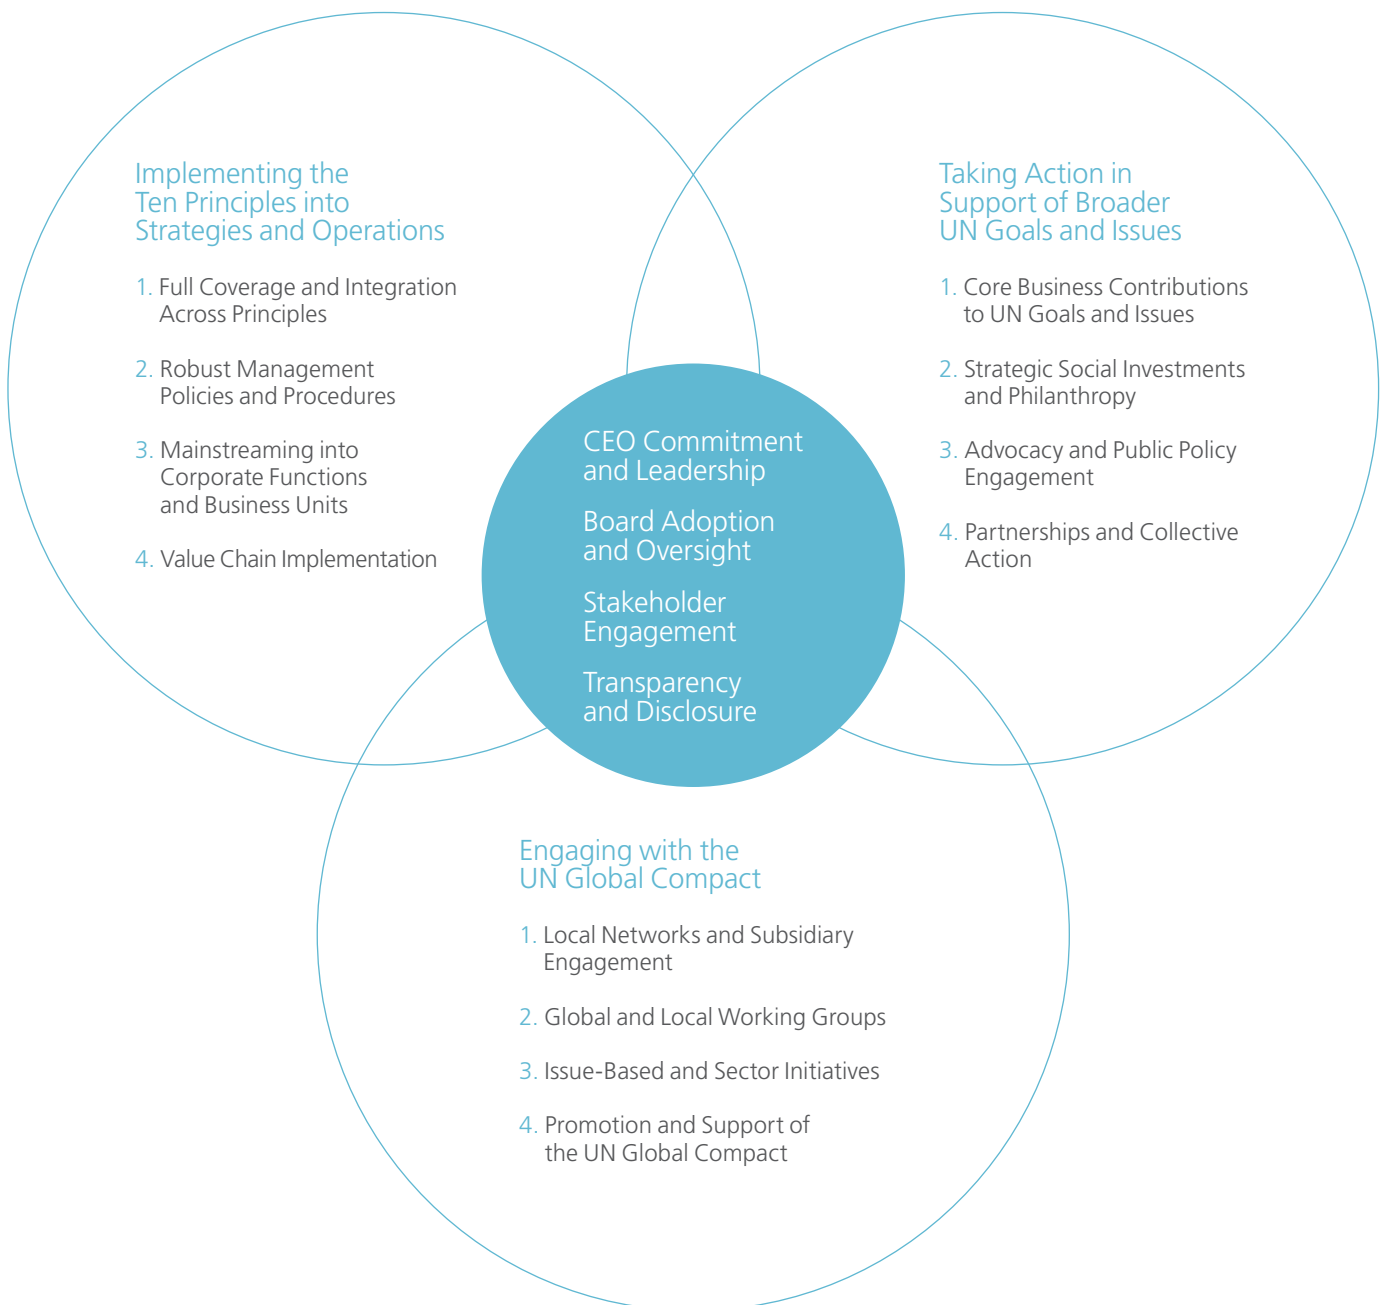 Implementing the
Ten Principles into
Strategies and Operations
1. Full Coverage and Integration
Across Principles
2. Robust Management
Policies and Procedures
3. Mainstreaming into
Corporate Functions
and Business Units
4. Value Chain Implementation
Taking Action in
Support of Broader
UN Goals and Issues
1. Core Business Contributions
to UN Goals and Issues
2. Strategic Social Investments
and Philanthropy
3. Advocacy and Public Policy
Engagement
4. Partnerships and Collective
Action
CEO Commitment
and Leadership
Board Adoption
and Oversight
Stakeholder
Engagement
Transparency
and Disclosure
Engaging with the
UN Global Compact
1. Local Networks and Subsidiary
Engagement
2. Global and Local Working Groups
3. Issue-Based and Sector Initiatives
4. Promotion and Support of
the UN Global Compact